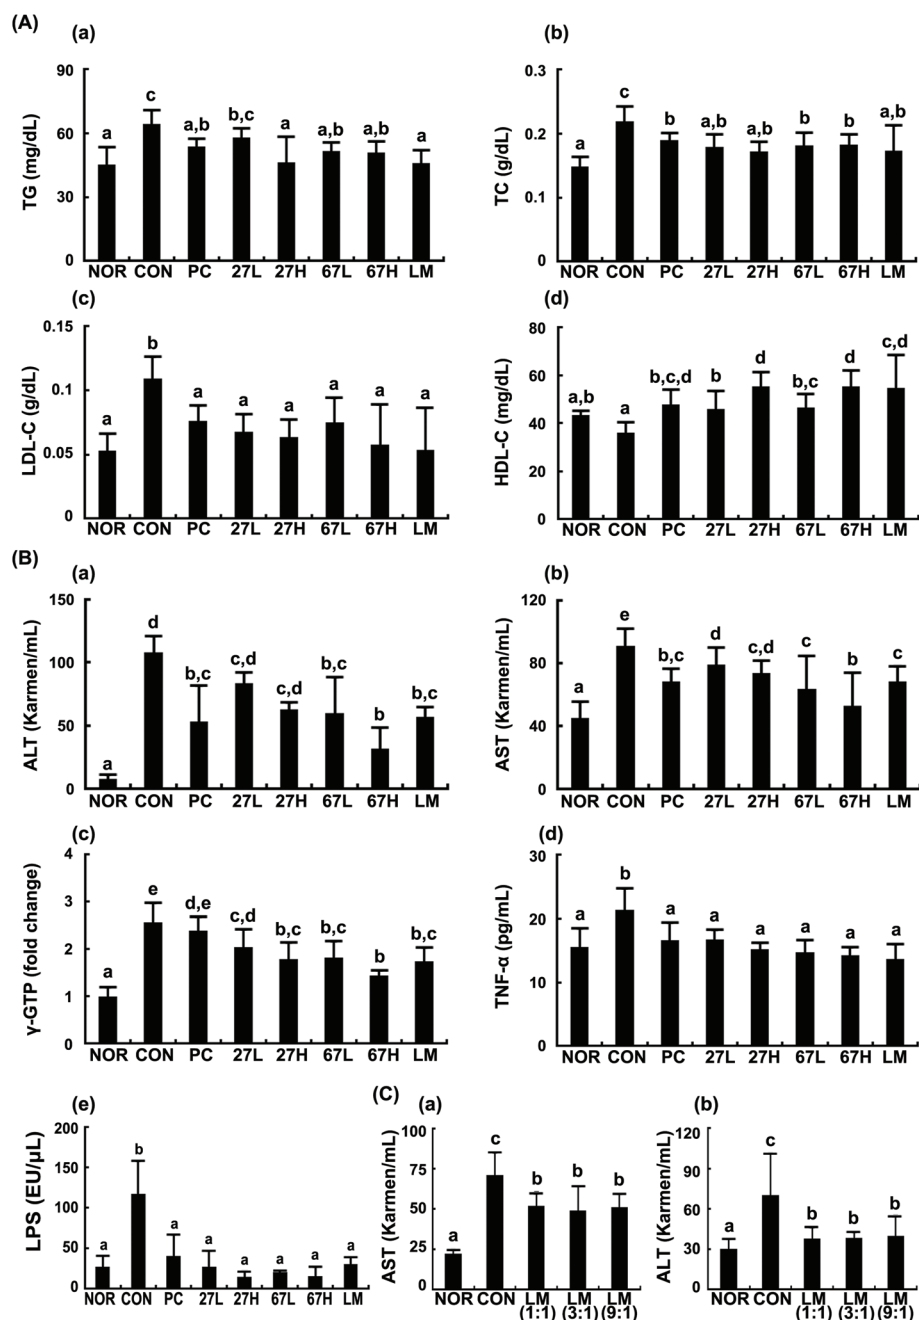 (A)
(a)
TG (mg/dL)
90
60
30
0
a
c
a,b
b,c
a
a,b
a,b
a
NOR CON PC 27L 27H 67L 67H LM
(b)
TC (g/dL)
0.3
0.2
0.1
0
a
c
b
a,b
a,b
b
b
a,b
NOR CON PC 27L 27H 67L 67H LM
(c)
LDL-C (g/dL)
0.15
0.1
0.05
0
a
b
a
a
a
a
a
a
NOR CON PC 27L 27H 67L 67H LM
(d)
HDL-C (mg/dL)
80
60
40
20
0
a,b
a
b,c,d
b
d
b,c
d
c,d
NOR CON PC 27L 27H 67L 67H LM
(B)
(a)
ALT (Karmen/mL)
150
100
50
0
a
d
b,c
c,d
c,d
b,c
b
b,c
NOR CON PC 27L 27H 67L 67H LM
(b)
AST (Karmen/mL)
120
80
40
0
a
e
b,c
d
c,d
c
b
c
NOR CON PC 27L 27H 67L 67H LM
(c)
γ-GTP (fold change)
4
3
2
1
0
a
e
d,e
c,d
b,c
b,c
b
b,c
NOR CON PC 27L 27H 67L 67H LM
(d)
TNF-α (pg/mL)
30
20
10
0
a
b
a
a
a
a
a
a
NOR CON PC 27L 27H 67L 67H LM
(e)
LPS (EU/μL)
200
150
100
50
0
a
b
a
a
a
a
a
a
NOR CON PC 27L 27H 67L 67H LM
(C)
(a)
AST (Karmen/mL)
100
75
50
25
0
a
c
b
b
b
NOR CON LM LM LM
(1:1) (3:1) (9:1)
(b)
ALT (Karmen/mL)
120
90
60
30
0
a
c
b
b
b
NOR CON LM LM LM
(1:1) (3:1) (9:1)